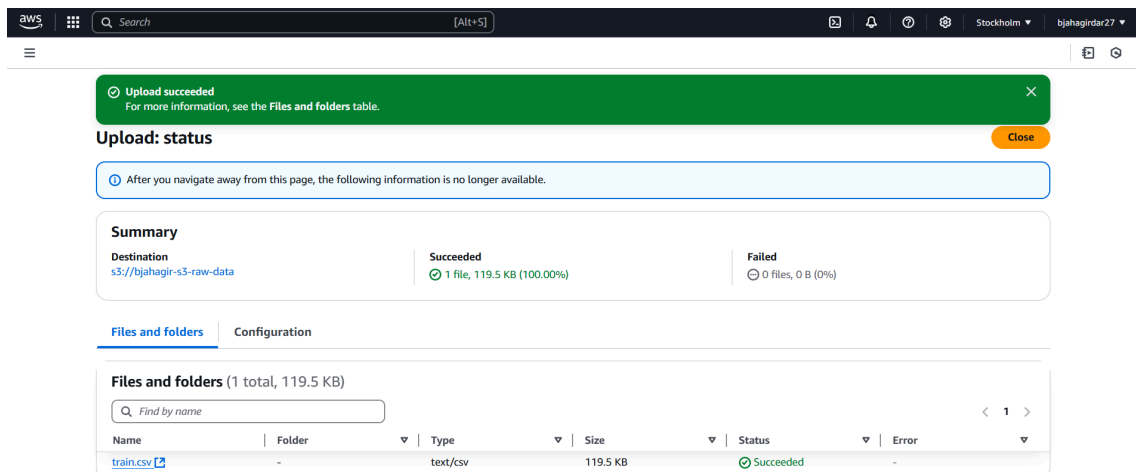 aws
Search [Alt+S] Stockholm ▼ bjahagirdar27 ▼
Upload succeeded
For more information, see the Files and folders table.
Upload: status Close
After you navigate away from this page, the following information is no longer available.
Summary
Destination Succeeded Failed
s3://bjahagir-s3-raw-data 1 file, 119.5 KB (100.00%) 0 files, 0 B (0%)
Files and folders Configuration
Files and folders (1 total, 119.5 KB)
Find by name 1
Name Folder Type Size Status Error
train.csv - text/csv 119.5 KB Succeeded -